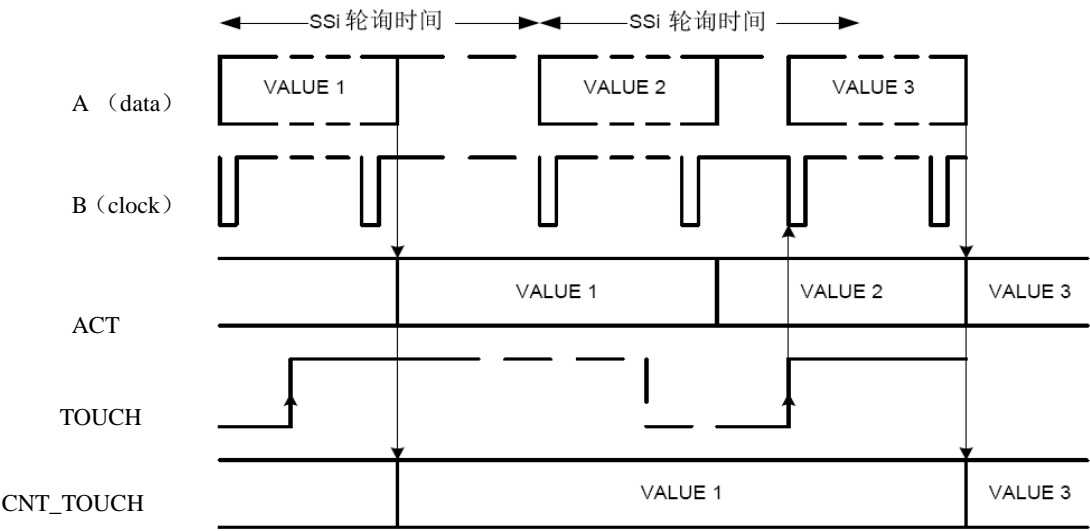 SSi 轮询时间 SSi 轮询时间
A （data） VALUE 1 VALUE 2 VALUE 3
B（clock）
ACT VALUE 1 VALUE 2 VALUE 3
TOUCH
CNT_TOUCH VALUE 1 VALUE 3